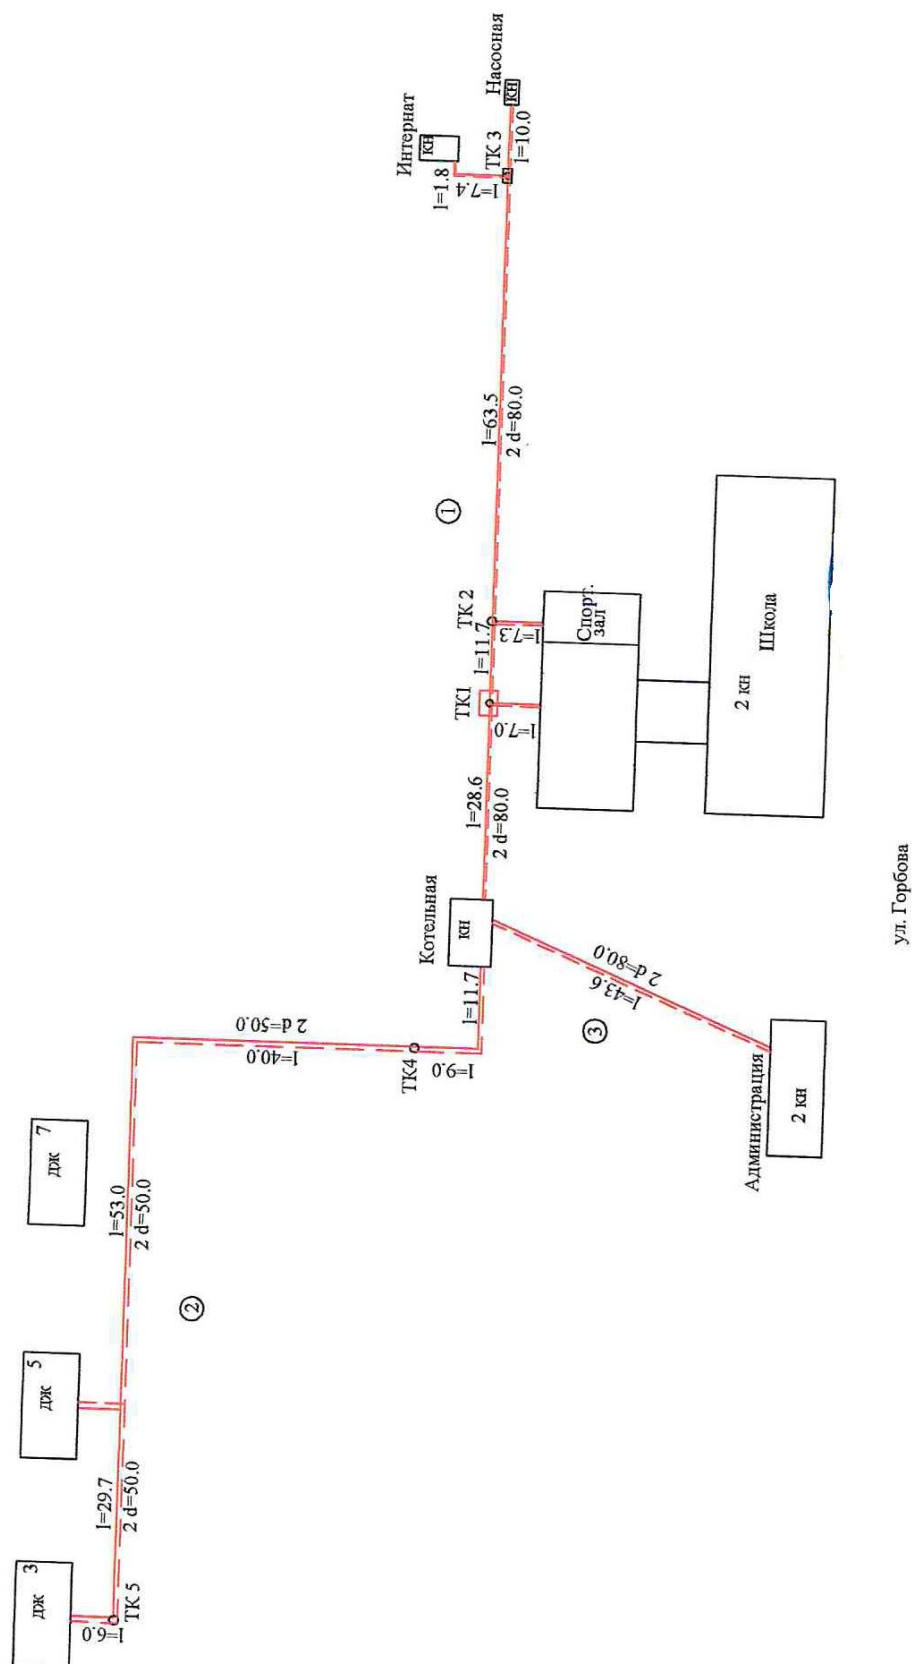 Насосная
кн
l=10.0
ТК 3
Интернат
кн
l=1.8
l=7.4
l=63.5
2 d=80.0
1
ТК 2
l=11.7
l=7.3
Спорт.
зал
Школа
2 кн
ТК1
l=7.0
l=28.6
2 d=80.0
Котельная
кн
ул. Горбова
l=11.7
l=9.0
ТК4
2 d=50.0
l=40.0
2 d=80.0
l=43.6
3
Администрация
2 кн
7
дж
l=53.0
2 d=50.0
2
5
дж
l=29.7
2 d=50.0
3
дж
ТК 5
l=6.0